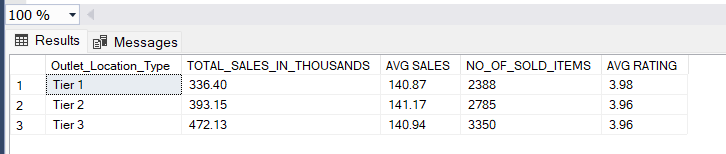 100 %
Results Messages
Outlet_Location_Type TOTAL_SALES_IN_THOUSANDS AVG SALES NO_OF_SOLD_ITEMS AVG RATING
1 Tier 1 336.40 140.87 2388 3.98
2 Tier 2 393.15 141.17 2785 3.96
3 Tier 3 472.13 140.94 3350 3.96